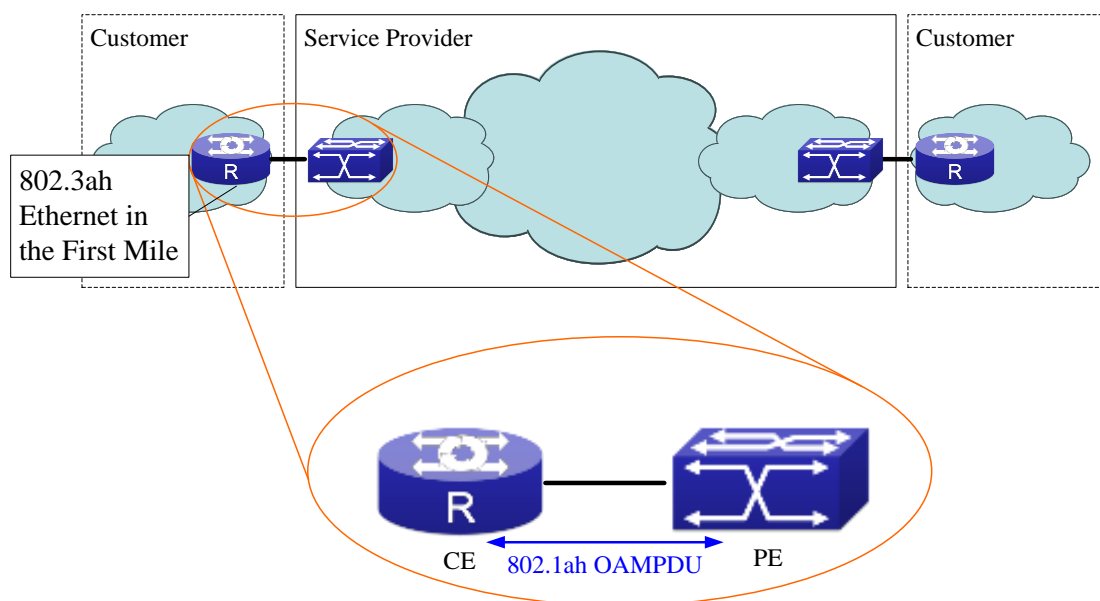 Customer
Service Provider
Customer
R
R
802.3ah
Ethernet in
the First Mile
R
CE
802.1ah OAMPDU
PE